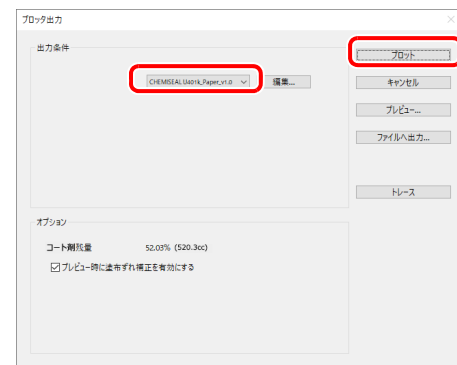 プロッタ出力
出力条件
CHEMISEAL U401k_Paper_v1.0
編集...
プロット
キャンセル
プレビュー...
ファイルへ出力...
トレース
オプション
コート剤残量 52.03% (520.3cc)
プレビュー時に塗布ずれ補正を有効にする